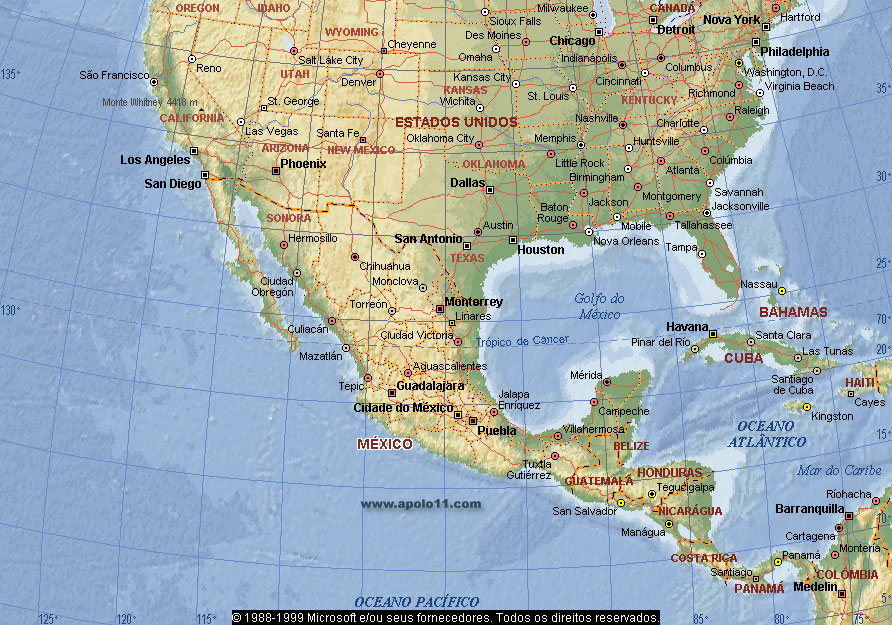 OREGON
IDAHO
Milwaukee
CANADÁ
Hartford
Sioux Falls
Nova York
WYOMING
Des Moines
Chicago
Detroit
Cheyenne
Omaha
Philadelphia
Reno
Salt Lake City
Indianápolis
Columbus
135°
São Francisco
UTAH
Denver
Kansas City
Cincinnati
Washington, D.C.
35°
KANSAS
St. Louis
Richmond
Virginia Beach
Monte Whitney 4418 m
St. George
Wichita
KENTUCKY
CALIFORNIA
ESTADOS UNIDOS
Nashville
Raleigh
Las Vegas
Santa Fe
Oklahoma City
Memphis
Charlotte
ARIZONA
NEW MEXICO
Huntsville
Los Angeles
Phoenix
OKLAHOMA
Little Rock
Columbia
Birmingham
Atlanta
30°
San Diego
Dallas
Montgomery
Savannah
Jackson
Baton
Rouge
Jacksonville
SONORA
Austin
Mobile
Tallahassee
Hermosillo
San Antonio
Nova Orleans
Houston
Tampa
TEXAS
25°
Chihuahua
Ciudad
Obregón
Monclova
Nassau
Golfo do
México
130°
Torreón
Monterrey
BAHAMAS
Linares
70°
Culiacán
Ciudad Victoria
Havana
Trópico de Câncer
Pinar del Río
Santa Clara
20°
Mazatlán
CUBA
Las Tunas
Aguascalientes
Mérida
Santiago
de Cuba
HAITI
Tepic
Guadalajara
Jalapa
Enríquez
Cayes
Cidade do México
Campeche
Kingston
Puebla
Villahermosa
OCEANO
ATLÂNTICO
15°
MÉXICO
BELIZE
Tuxtla
Gutiérrez
HONDURAS
Mar do Caribe
GUATEMALA
Tegucigalpa
Ríohacha
www.apolo11.com
San Salvador
NICARÁGUA
Barranquilla
10°
Manágua
Cartagena
COSTA RICA
Panamá
Montería
Santiago
COLÔMBIA
PANAMÁ
Medelin
OCEANO PACÍFICO
5°
125°
120°
115°
85°
80°
75°
© 1988-1999 Microsoft e/ou seus fornecedores. Todos os direitos reservados.